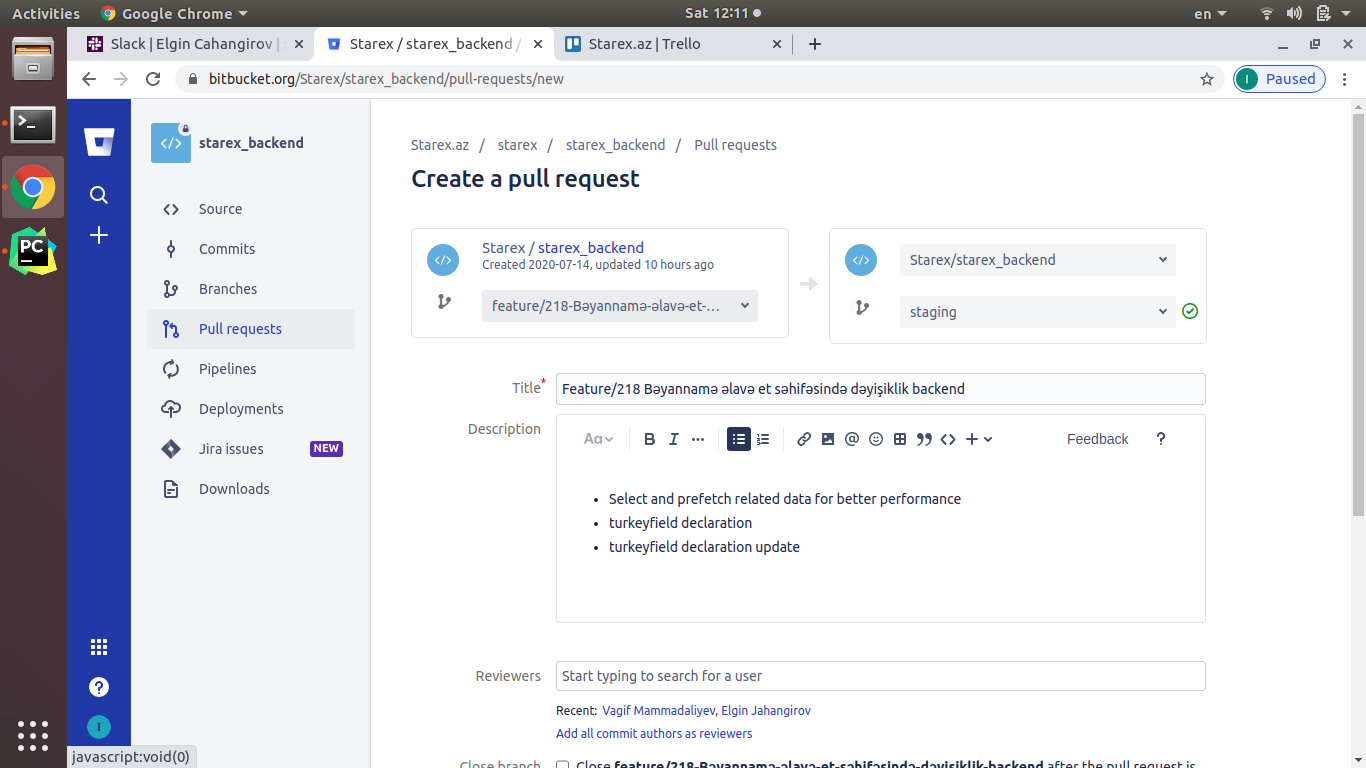 Activities Google Chrome Sat 12:11 en
Slack | Elgin Cahangirov | Starex / starex_backend / Starex.az | Trello
bitbucket.org/Starex/starex_backend/pull-requests/new I Paused
starex_backend
Source
Commits
Branches
Pull requests
Pipelines
Deployments
Jira issues NEW
Downloads
I
javascript:void(0)
Starex.az / starex / starex_backend / Pull requests
Create a pull request
Starex / starex_backend
Created 2020-07-14, updated 10 hours ago
feature/218-Bəyannamə-əlavə-et-...
Starex/starex_backend
staging
Title* Feature/218 Bəyannamə əlavə et səhifəsində dəyişiklik backend
Description
Aa B I ... Feedback ?
• Select and prefetch related data for better performance
• turkeyfield declaration
• turkeyfield declaration update
Reviewers Start typing to search for a user
Recent: Vagif Mammadaliyev, Elgin Jahangirov
Add all commit authors as reviewers
Close branch Close feature/218-Bəyannamə-əlavə-et-səhifəsində-dəyişiklik-backend after the pull request is
PC